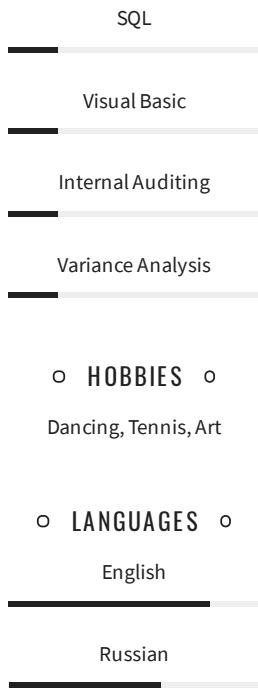 SQL
Visual Basic
Internal Auditing
Variance Analysis
HOBBIES
Dancing, Tennis, Art
LANGUAGES
English
Russian